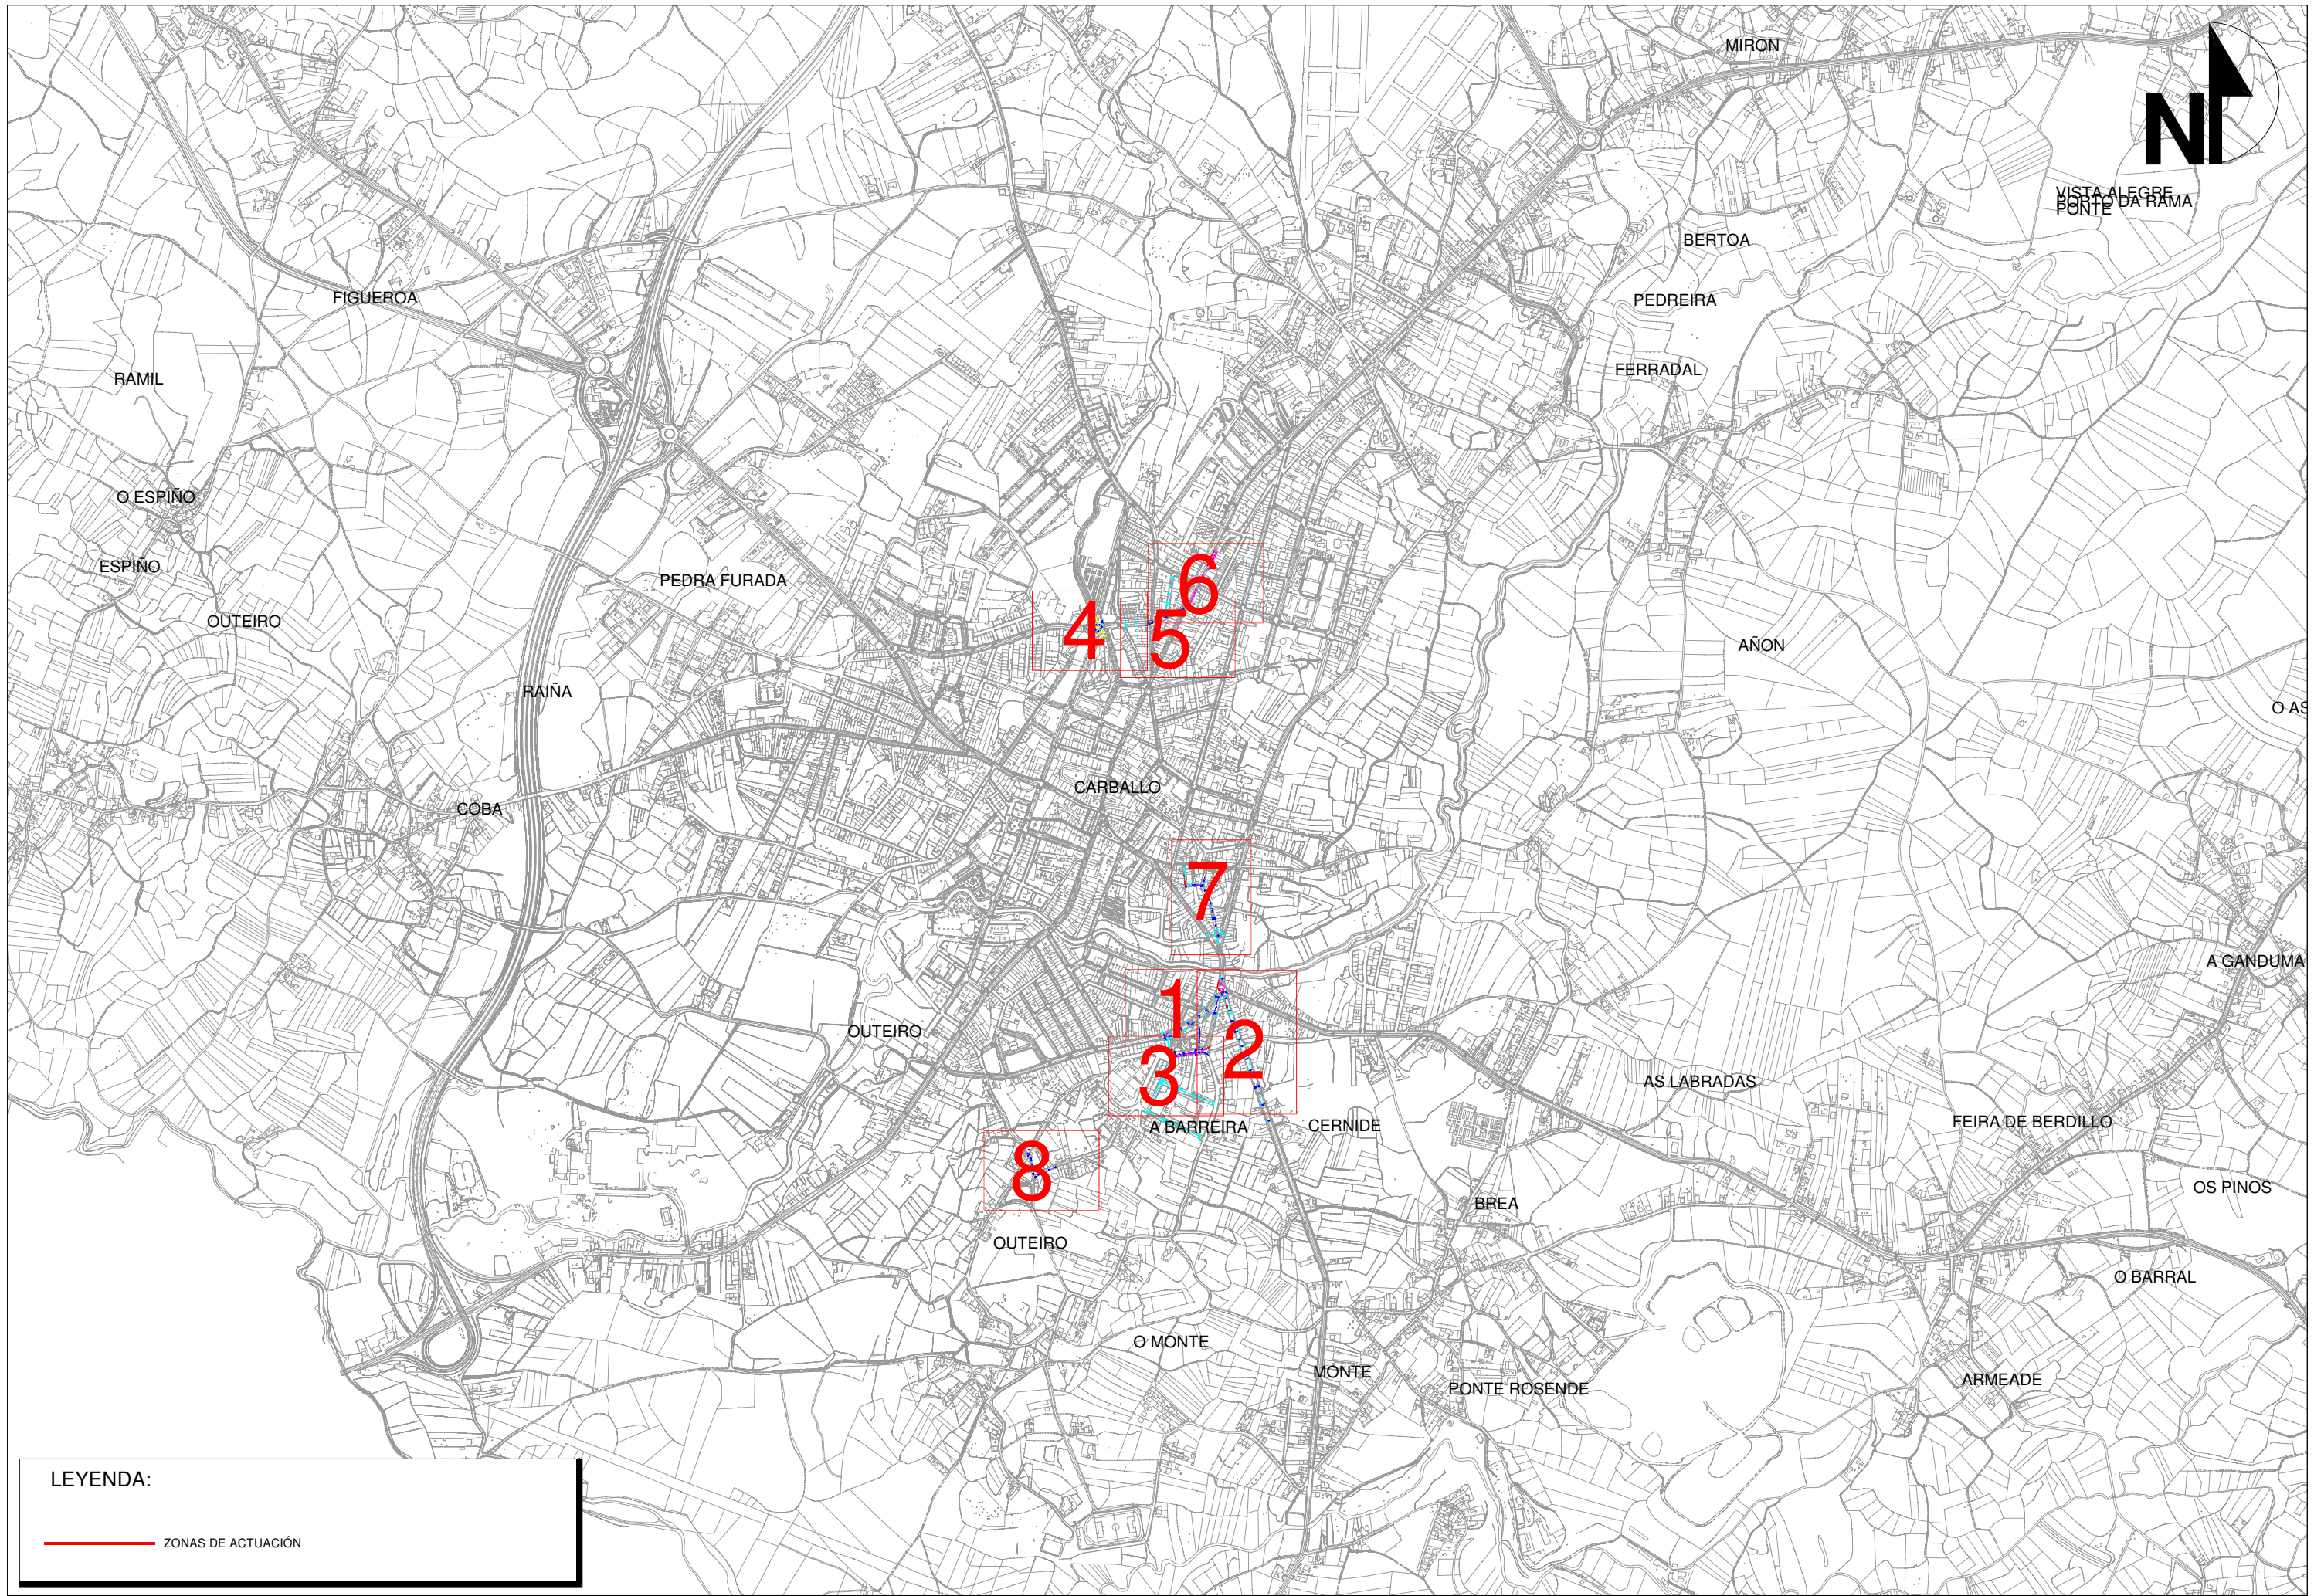 MIRON
N
VISTA ALEGRE
PORTO DA RAMA
PONTE
BERTOA
FIGUEROA
PEDREIRA
RAMIL
FERRADAL
O ESPIÑO
ESPIÑO
PEDRA FURADA
6
OUTEIRO
4
5
AÑON
RAIÑA
O AS
CARBALLO
COBA
7
A GANDUMA
1
OUTEIRO
2
3
AS LABRADAS
A BARREIRA
CERNIDE
FEIRA DE BERDILLO
8
OS PINOS
BREA
OUTEIRO
O BARRAL
O MONTE
MONTE
PONTE ROSENDE
ARMEADE
LEYENDA:
ZONAS DE ACTUACIÓN